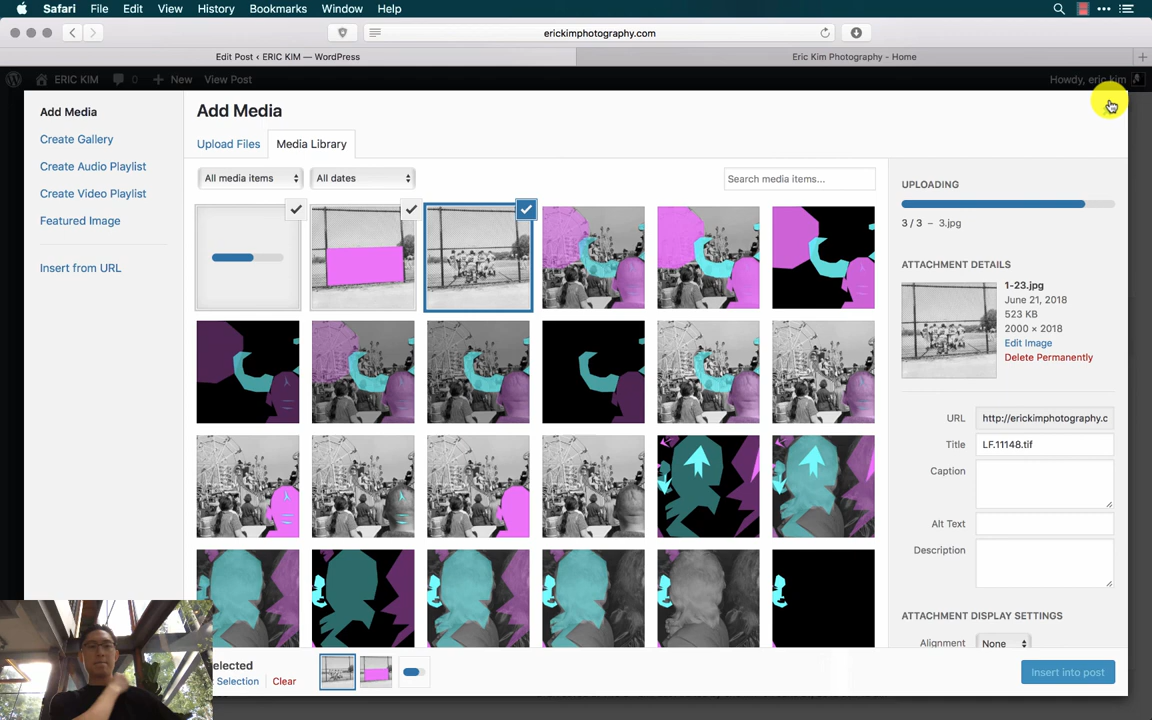 Safari File Edit View History Bookmarks Window Help
erickimphotography.com
Edit Post ‹ ERIC KIM — WordPress
Eric Kim Photography - Home
ERIC KIM 0 New View Post
Howdy, eric kim
Add Media
Create Gallery
Create Audio Playlist
Create Video Playlist
Featured Image
Insert from URL
Add Media
Upload Files
Media Library
All media items
All dates
Search media items...
UPLOADING
3 / 3 – 3.jpg
ATTACHMENT DETAILS
1-23.jpg
June 21, 2018
523 KB
2000 × 2018
Edit Image
Delete Permanently
URL http://erickimphotography.c
Title LF.11148.tif
Caption
Alt Text
Description
ATTACHMENT DISPLAY SETTINGS
Alignment None
elected
Selection
Clear
Insert into post